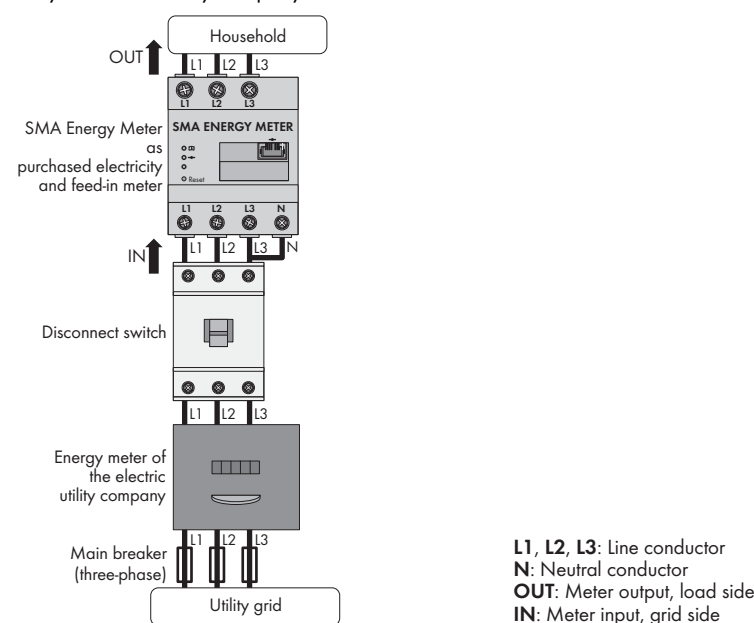 Household
OUT
L1 L2 L3
L1 L2 L3
SMA Energy Meter
as
purchased electricity
and feed-in meter
SMA ENERGY METER
Reset
L1 L2 L3 N
IN
L1 L2 L3 N
Disconnect switch
L1 L2 L3
Energy meter of
the electric
utility company
L1 L2 L3
Main breaker
(three-phase)
Utility grid
L1, L2, L3: Line conductor
N: Neutral conductor
OUT: Meter output, load side
IN: Meter input, grid side